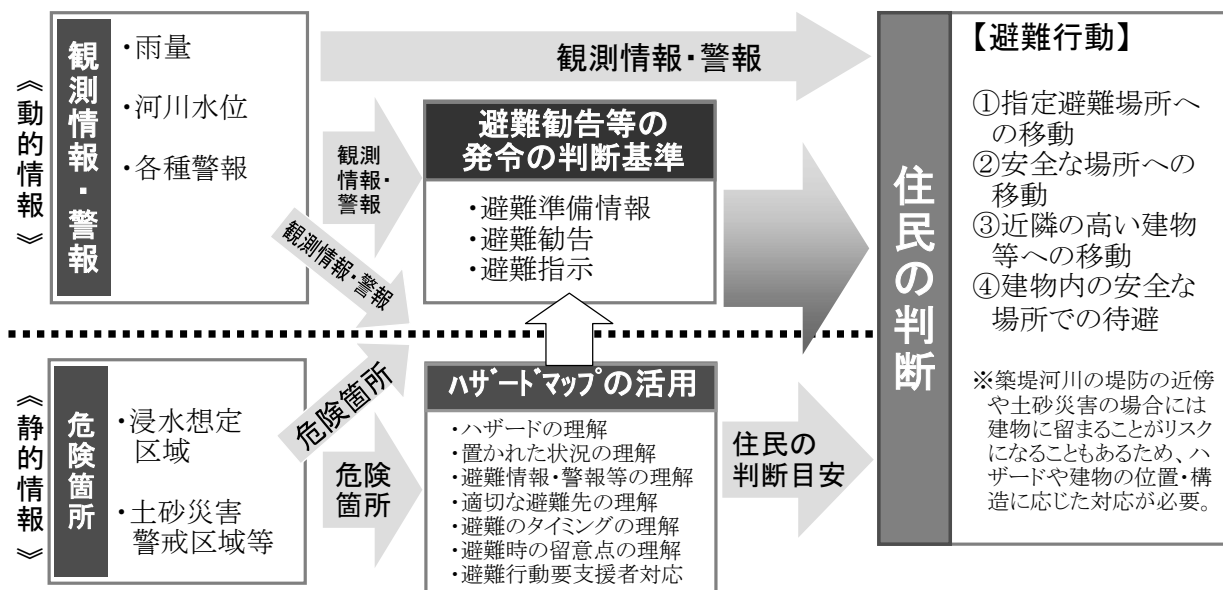 《動的情報》
観測情報・警報
・雨量
・河川水位
・各種警報
観測情報・警報
観測
情報・
警報
観測情報・警報
避難勧告等の
発令の判断基準
・避難準備情報
・避難勧告
・避難指示
《静的情報》
危険箇所
・浸水想定
区域
・土砂災害
警戒区域等
危険箇所
危険
箇所
ハザードマップの活用
・ハザードの理解
・置かれた状況の理解
・避難情報・警報等の理解
・適切な避難先の理解
・避難のタイミングの理解
・避難時の留意点の理解
・避難行動要支援者対応
住民の
判断目安
住民の判断
【避難行動】
①指定避難場所へ
の移動
②安全な場所への
移動
③近隣の高い建物
等への移動
④建物内の安全な
場所での待避
※築堤河川の堤防の近傍
や土砂災害の場合には
建物に留まることがリスク
になることもあるため、ハ
ザードや建物の位置・構
造に応じた対応が必要。